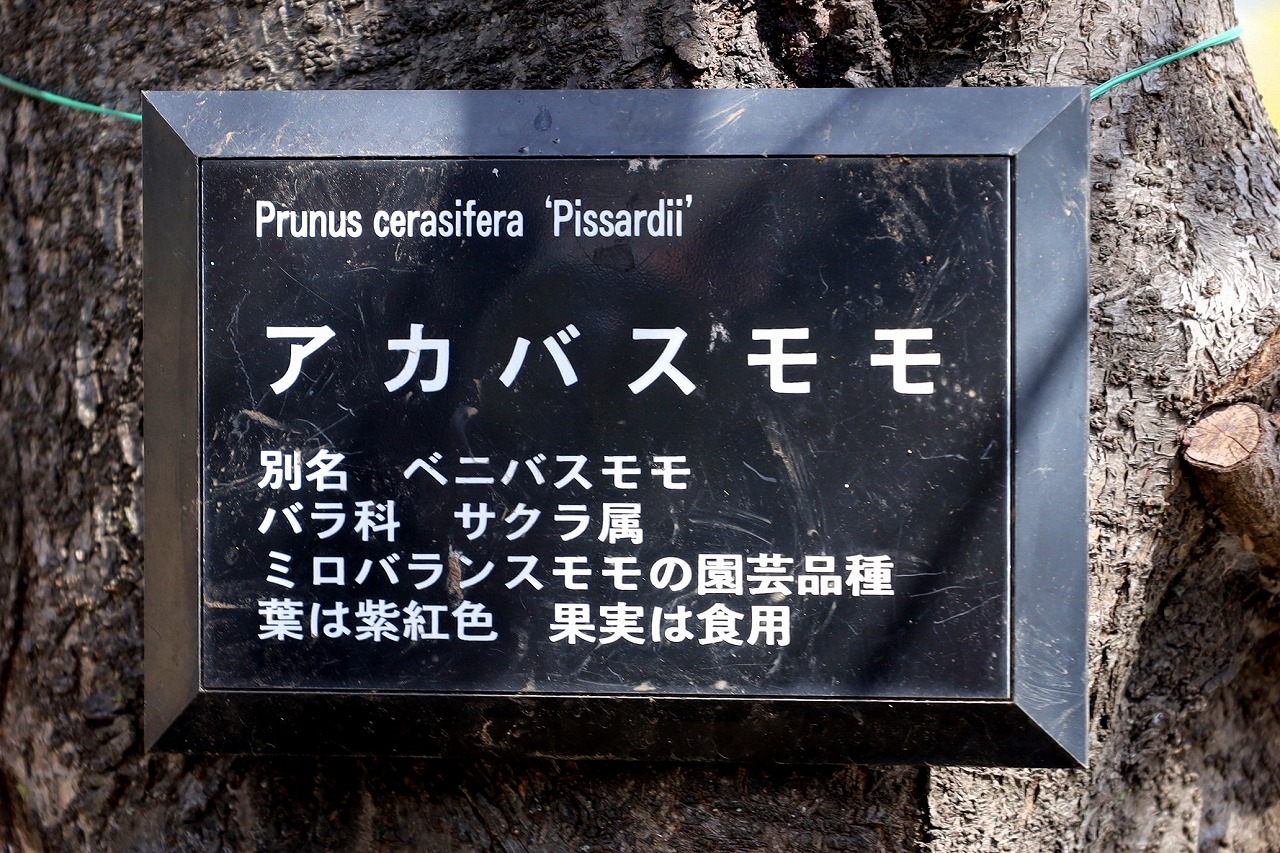 Prunus cerasifera ‘Pissardii’
アカバスモモ
別名　ベニバスモモ
バラ科　サクラ属
ミロバランスモモの園芸品種
葉は紫紅色　果実は食用